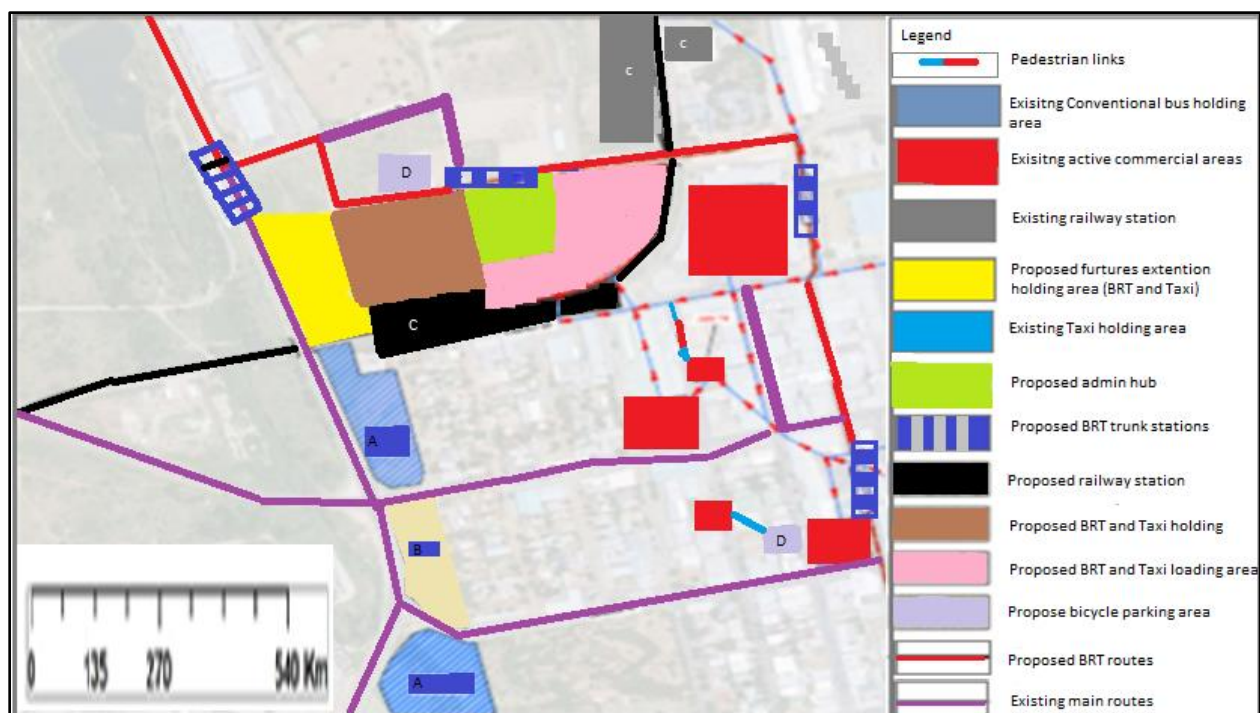 c
c
D
C
A
B
D
A
0 135 270 540 Km
Legend
Pedestrian links
Exisitng Conventional bus holding
area
Exisitng active commercial areas
Existing railway station
Proposed furtures extention
holding area (BRT and Taxi)
Existing Taxi holding area
Proposed admin hub
Proposed BRT trunk stations
Proposed railway station
Proposed BRT and Taxi holding
Proposed BRT and Taxi loading area
Propose bicycle parking area
Proposed BRT routes
Existing main routes